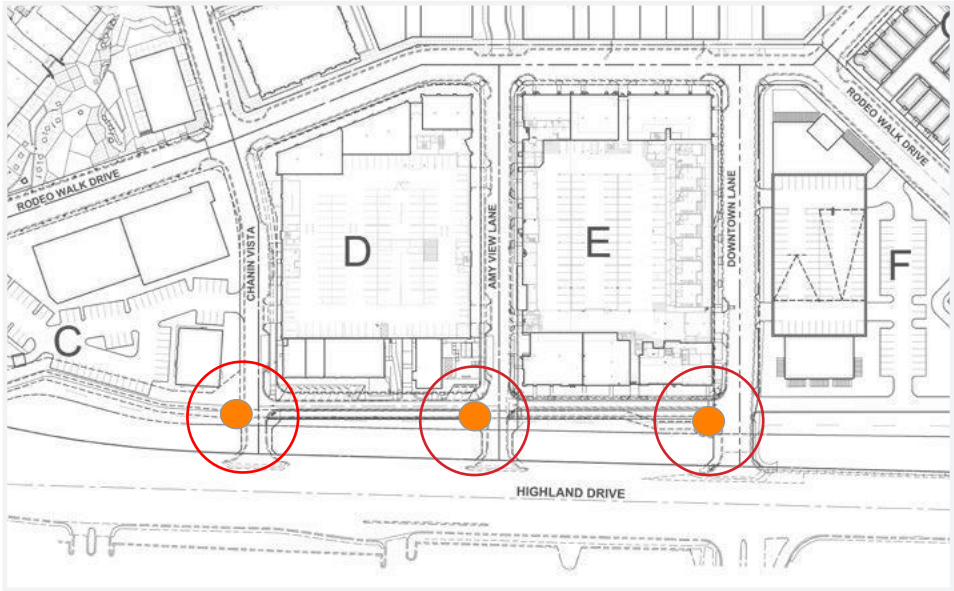 RODEO WALK DRIVE
RODEO WALK DRIVE
CHANIN VISTA
AMY VIEW LANE
DOWNTOWN LANE
D
E
F
C
HIGHLAND DRIVE